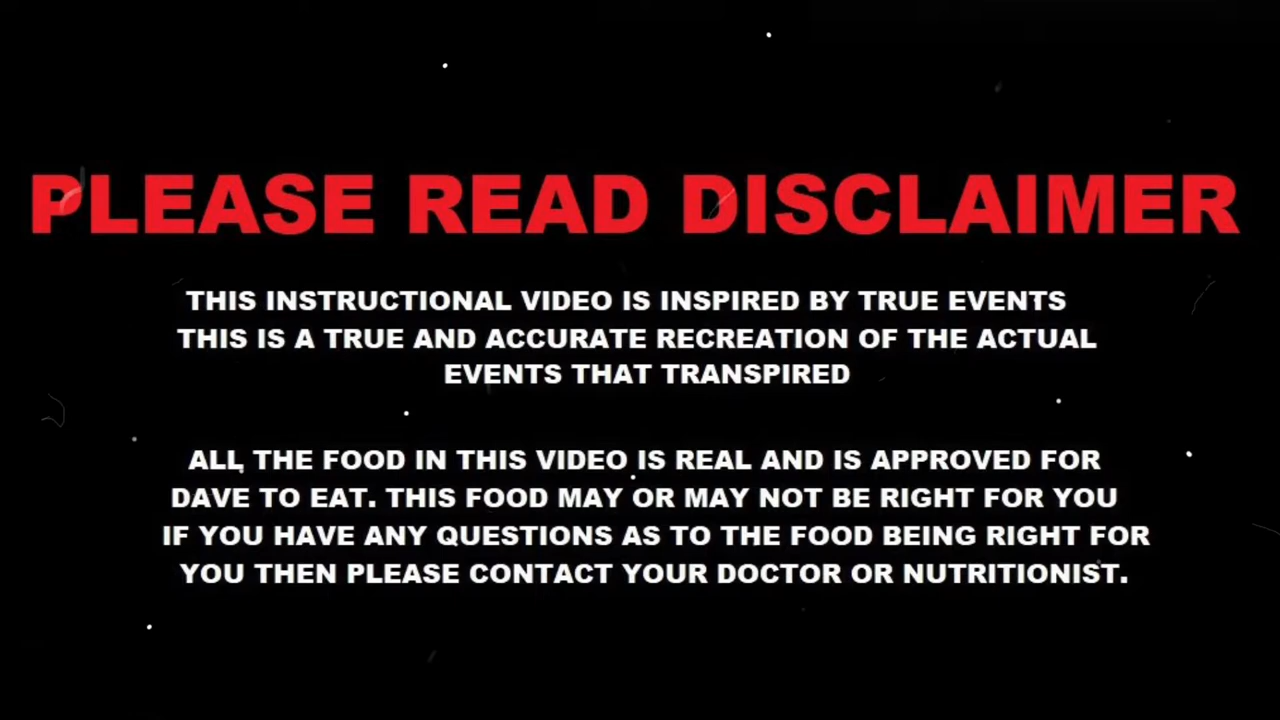 PLEASE READ DISCLAIMER
THIS INSTRUCTIONAL VIDEO IS INSPIRED BY TRUE EVENTS
THIS IS A TRUE AND ACCURATE RECREATION OF THE ACTUAL
EVENTS THAT TRANSPIRED
ALL THE FOOD IN THIS VIDEO IS REAL AND IS APPROVED FOR
DAVE TO EAT. THIS FOOD MAY OR MAY NOT BE RIGHT FOR YOU
IF YOU HAVE ANY QUESTIONS AS TO THE FOOD BEING RIGHT FOR
YOU THEN PLEASE CONTACT YOUR DOCTOR OR NUTRITIONIST.